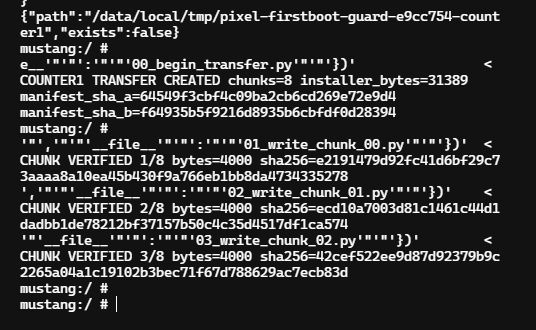 }
{"path":"/data/local/tmp/pixel-firstboot-guard-e9cc754-count
er1","exists":false}
mustang:/ #
e__'"'"':'"'"'00_begin_transfer.py'"'"'})' <
COUNTER1 TRANSFER CREATED chunks=8 installer_bytes=31389
manifest_sha_a=64549f3cbf4c09ba2cb6cd269e72e9d4
manifest_sha_b=f64935b5f9216d8935b6cbfdf0d28394
mustang:/ #
'"','"'"'__file__'"'"':'"'"'01_write_chunk_00.py'"'"'})' <
CHUNK VERIFIED 1/8 bytes=4000 sha256=e2191479d92fc41d6bf29c7
3aaaa8a10ea45b430f9a766eb1bb8da4734335278
','"'"'__file__'"'"':'"'"'02_write_chunk_01.py'"'"'})' <
CHUNK VERIFIED 2/8 bytes=4000 sha256=ecd10a7003d81c1461c44d1
dadbb1de78212bf37157b50c4c35d4517df1ca574
'"'__file__'"'"':'"'"'03_write_chunk_02.py'"'"'})' <
CHUNK VERIFIED 3/8 bytes=4000 sha256=42cef522ee9d87d92379b9c
2265a04a1c19102b3bec71f67d788629ac7ecb83d
mustang:/ #
mustang:/ #